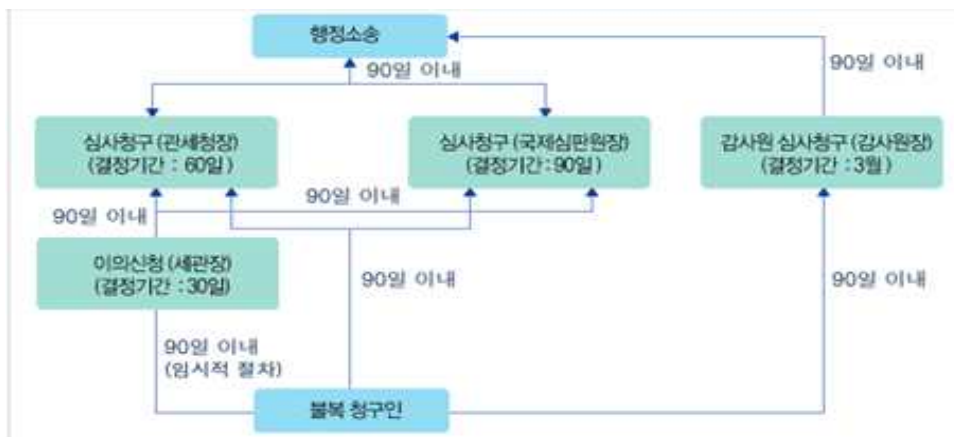 행정소송
90일 이내
90일 이내
심사청구 (관세청장)
(결정기간 : 60일)
심사청구 (국제심판원장)
(결정기간 : 90일)
감사원 심사청구 (감사원장)
(결정기간 : 3월)
90일 이내
90일 이내
이의신청 (세관장)
(결정기간 : 30일)
90일 이내
90일 이내
90일 이내
(임시적 절차)
불복 청구인